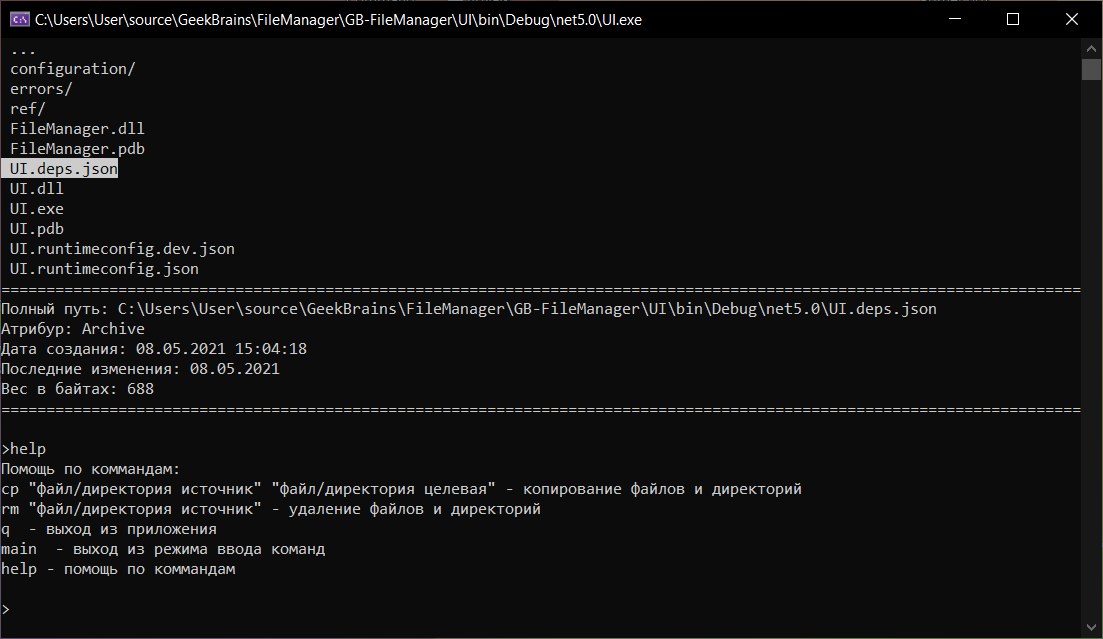 C:\Users\User\source\GeekBrains\FileManager\GB-FileManager\UI\bin\Debug\net5.0\UI.exe
...
configuration/
errors/
ref/
FileManager.dll
FileManager.pdb
UI.deps.json
UI.dll
UI.exe
UI.pdb
UI.runtimeconfig.dev.json
UI.runtimeconfig.json
========================================================================================================================
Полный путь: C:\Users\User\source\GeekBrains\FileManager\GB-FileManager\UI\bin\Debug\net5.0\UI.deps.json
Атрибур: Archive
Дата создания: 08.05.2021 15:04:18
Последние изменения: 08.05.2021
Вес в байтах: 688
========================================================================================================================
>help
Помощь по коммандам:
cp "файл/директория источник" "файл/директория целевая" - копирование файлов и директорий
rm "файл/директория источник" - удаление файлов и директорий
q  - выход из приложения
main  - выход из режима ввода команд
help - помощь по коммандам
>